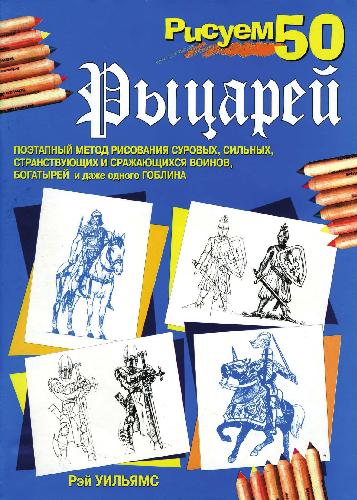 Рисуем 50
Рыцарей
ПОЭТАПНЫЙ МЕТОД РИСОВАНИЯ СУРОВЫХ, СИЛЬНЫХ,
СТРАНСТВУЮЩИХ И СРАЖАЮЩИХСЯ ВОИНОВ,
БОГАТЫРЕЙ и даже одного ГОБЛИНА
Рэй УИЛЬЯМС